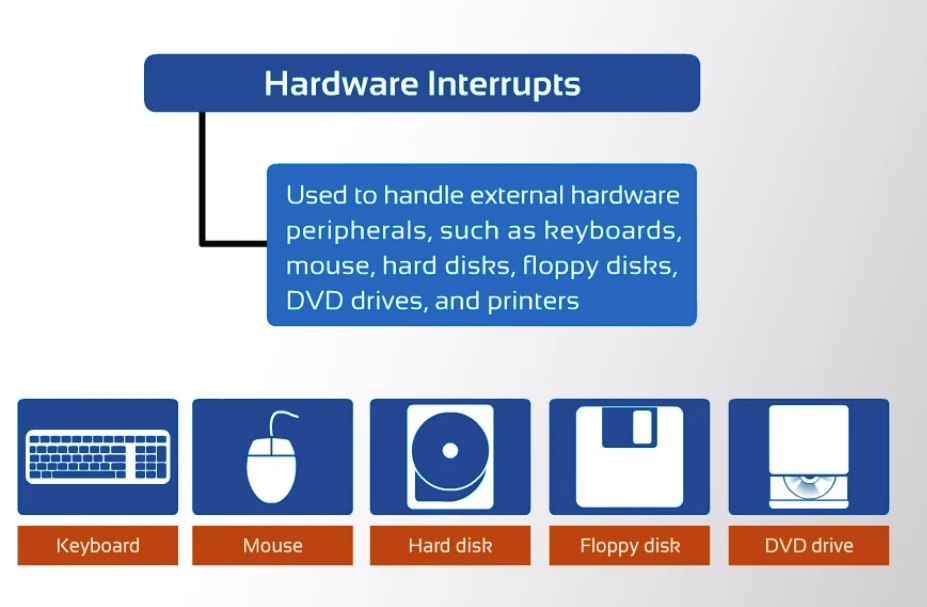 Hardware Interrupts
Used to handle external hardware
peripherals, such as keyboards,
mouse, hard disks, floppy disks,
DVD drives, and printers
Keyboard
Mouse
Hard disk
Floppy disk
DVD drive